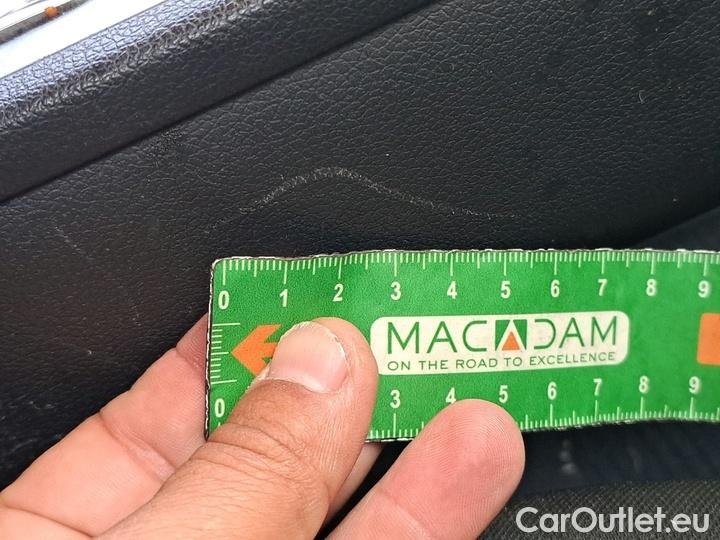 0 1 2 3 4 5 6 7 8 9
MACADAM
ON THE ROAD TO EXCELLENCE
0 3 4 5 6 7 8 9
CarOutlet.eu